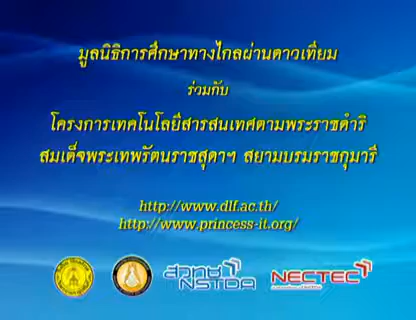 มูลนิธิการศึกษาทางไกลผ่านดาวเทียม
ร่วมกับ
โครงการเทคโนโลยีสารสนเทศตามพระราชดำริ
สมเด็จพระเทพรัตนราชสุดาฯ สยามบรมราชกุมารี
http://www.dlf.ac.th/
http://www.princess-it.org/
สวทช
NSTDA
NECTEC